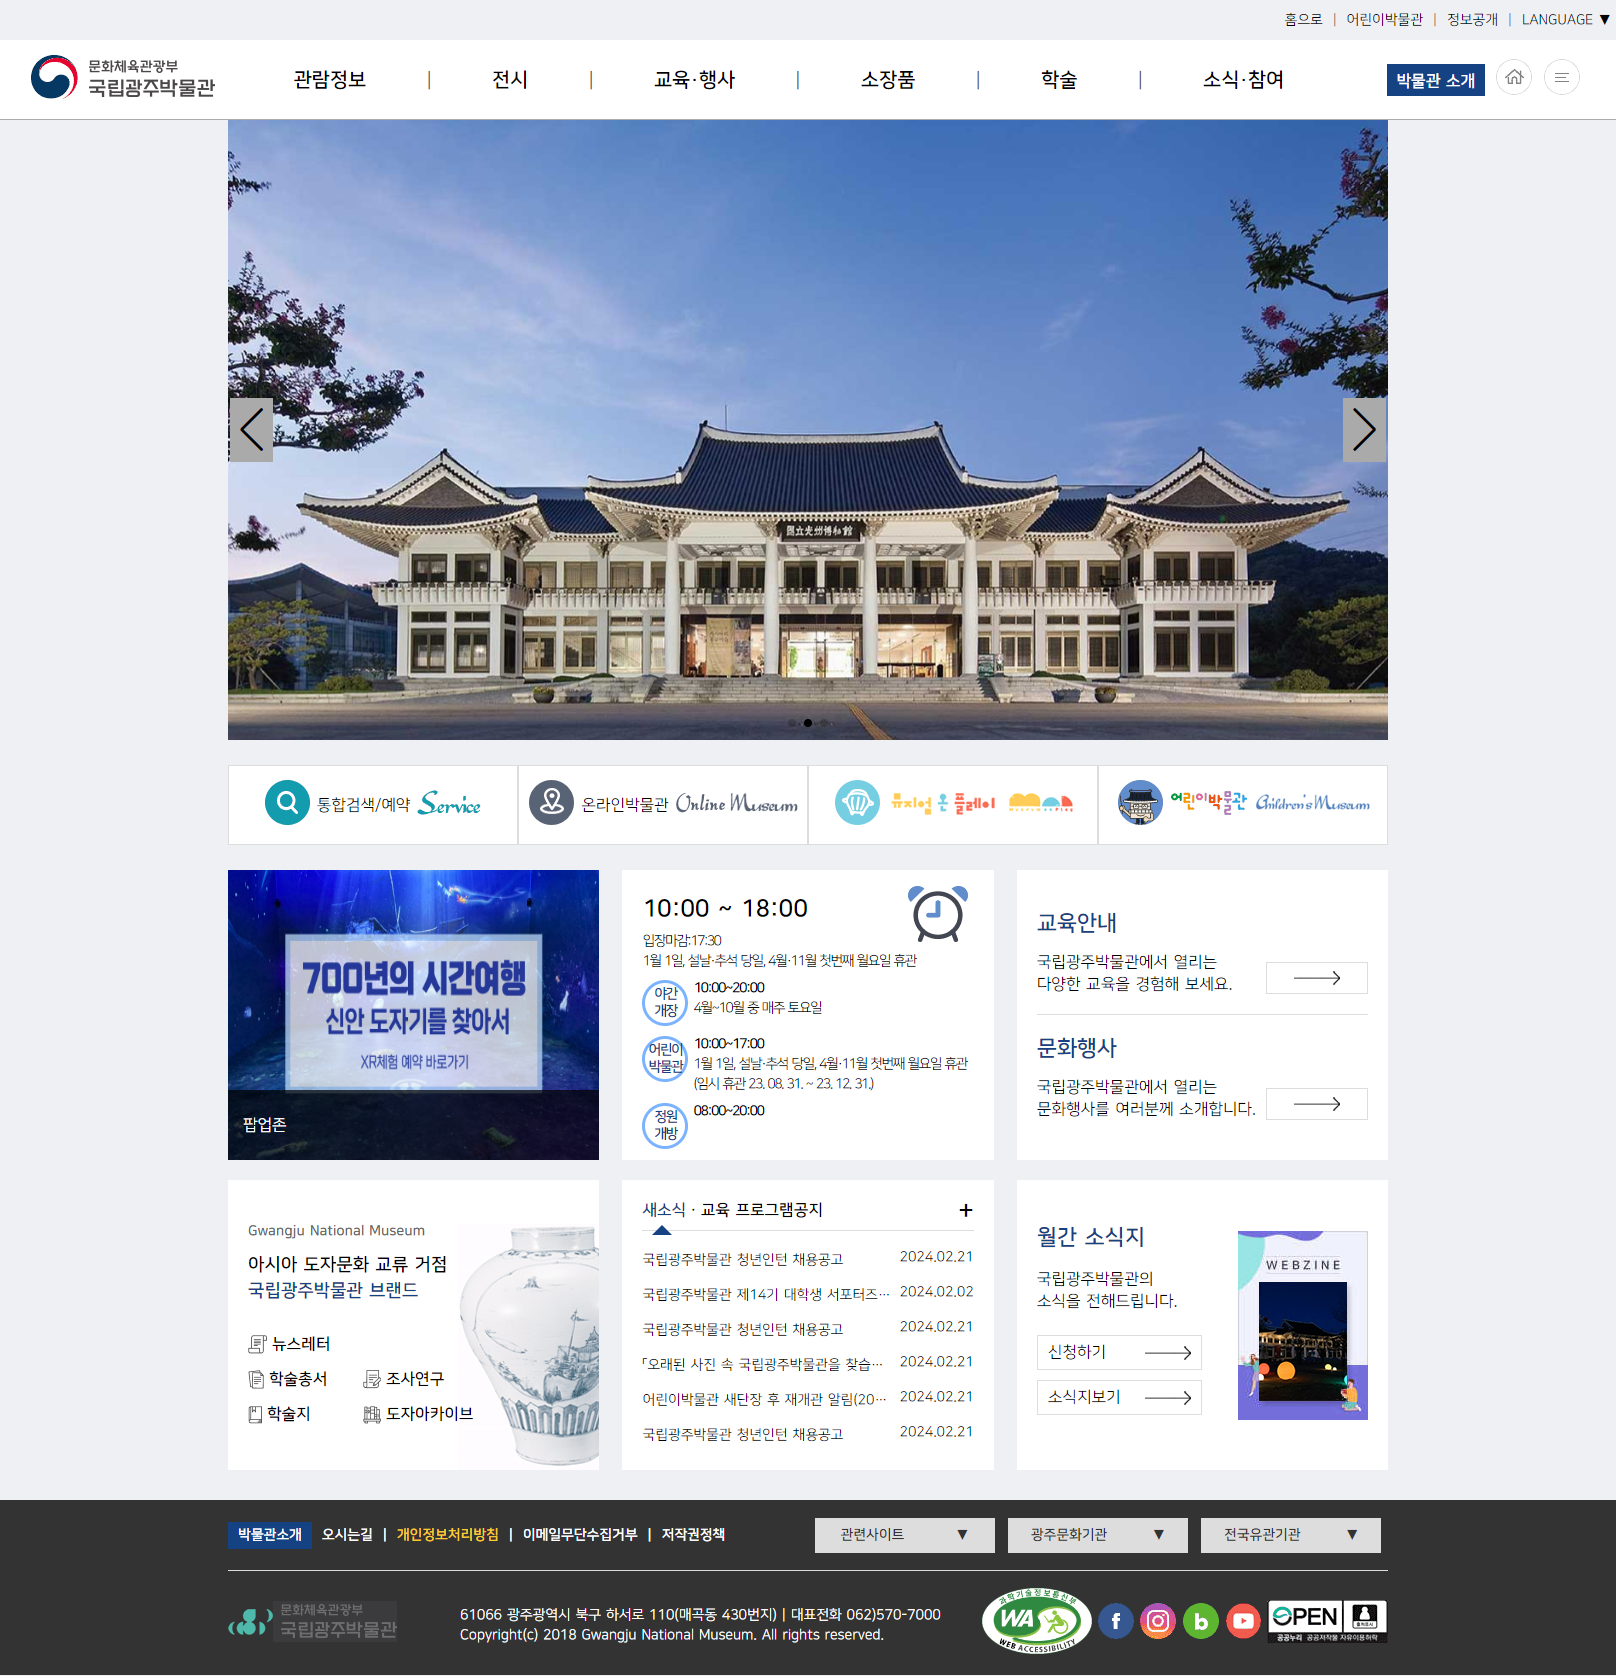 홈으로 | 어린이박물관 | 정보공개 | LANGUAGE ▼
문화체육관광부
국립광주박물관
관람정보 | 전시 | 교육·행사 | 소장품 | 학술 | 소식·참여
박물관 소개
통합검색/예약 Service
온라인박물관 Online Museum
뮤지엄 온 플레이
어린이박물관 Children's Museum
700년의 시간여행
신안 도자기를 찾아서
XR체험 예약 바로가기
팝업존
10:00 ~ 18:00
입장마감:17:30
1월 1일, 설날·추석 당일, 4월·11월 첫번째 월요일 휴관
야간
개장
10:00~20:00
4월~10월 중 매주 토요일
어린이
박물관
10:00~17:00
1월 1일, 설날·추석 당일, 4월·11월 첫번째 월요일 휴관
(임시 휴관 23. 08. 31. ~ 23. 12. 31.)
정원
개방
08:00~20:00
교육안내
국립광주박물관에서 열리는
다양한 교육을 경험해 보세요.
문화행사
국립광주박물관에서 열리는
문화행사를 여러분께 소개합니다.
Gwangju National Museum
아시아 도자문화 교류 거점
국립광주박물관 브랜드
뉴스레터
학술총서
조사연구
학술지
도자아카이브
새소식 · 교육 프로그램공지 +
국립광주박물관 청년인턴 채용공고 2024.02.21
국립광주박물관 제14기 대학생 서포터즈… 2024.02.02
국립광주박물관 청년인턴 채용공고 2024.02.21
「오래된 사진 속 국립광주박물관을 찾습… 2024.02.21
어린이박물관 새단장 후 재개관 알림(20… 2024.02.21
국립광주박물관 청년인턴 채용공고 2024.02.21
월간 소식지
국립광주박물관의
소식을 전해드립니다.
신청하기
소식지보기
WEBZINE
박물관소개 오시는길 | 개인정보처리방침 | 이메일무단수집거부 | 저작권정책
관련사이트 ▼
광주문화기관 ▼
전국유관기관 ▼
문화체육관광부
국립광주박물관
61066 광주광역시 북구 하서로 110(매곡동 430번지) | 대표전화 062)570-7000
Copyright(c) 2018 Gwangju National Museum. All rights reserved.
과학기술정보통신부
WA
WEB ACCESSIBILITY
OPEN
공공누리 공공저작물 자유이용허락